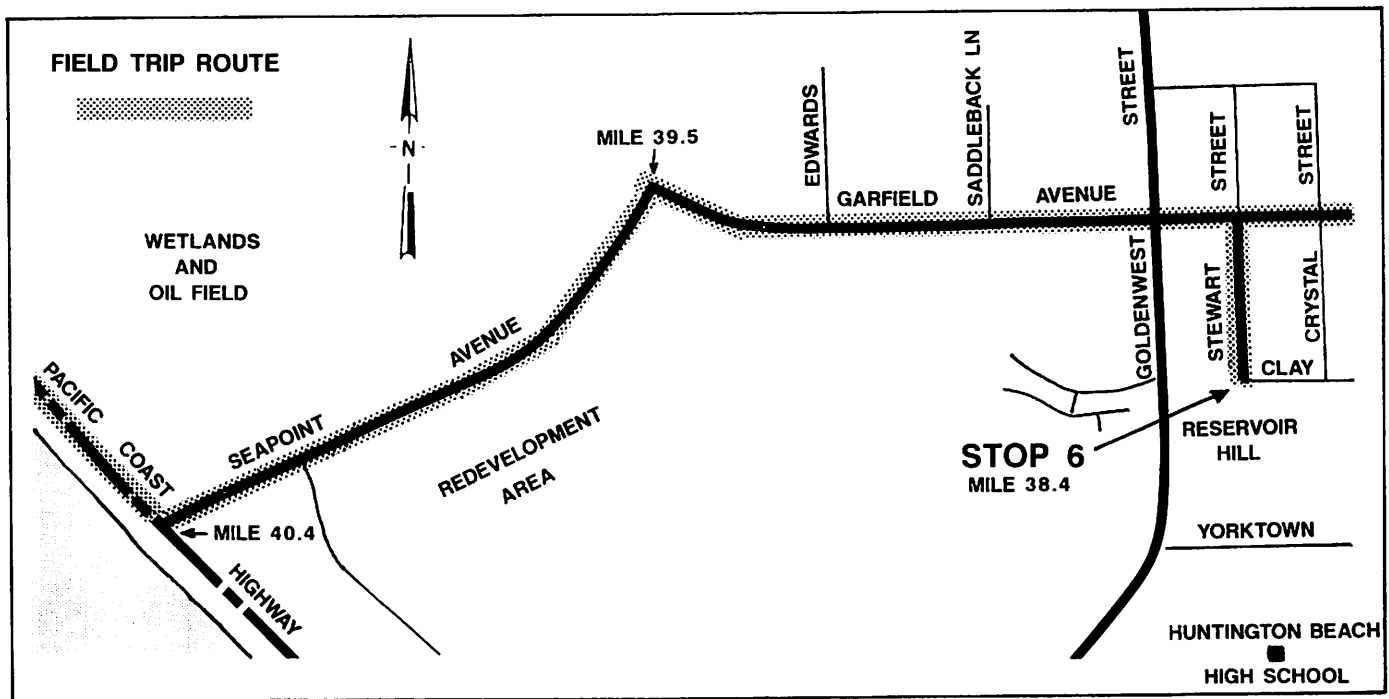 FIELD TRIP ROUTE
N
MILE 39.5
EDWARDS
SADDLEBACK LN
STREET
STREET
STREET
GARFIELD AVENUE
WETLANDS
AND
OIL FIELD
GOLDENWEST
STEWART
CRYSTAL
CLAY
SEAPOINT AVENUE
PACIFIC COAST HIGHWAY
REDEVELOPMENT
AREA
STOP 6
MILE 38.4
RESERVOIR
HILL
MILE 40.4
YORKTOWN
HUNTINGTON BEACH
HIGH SCHOOL